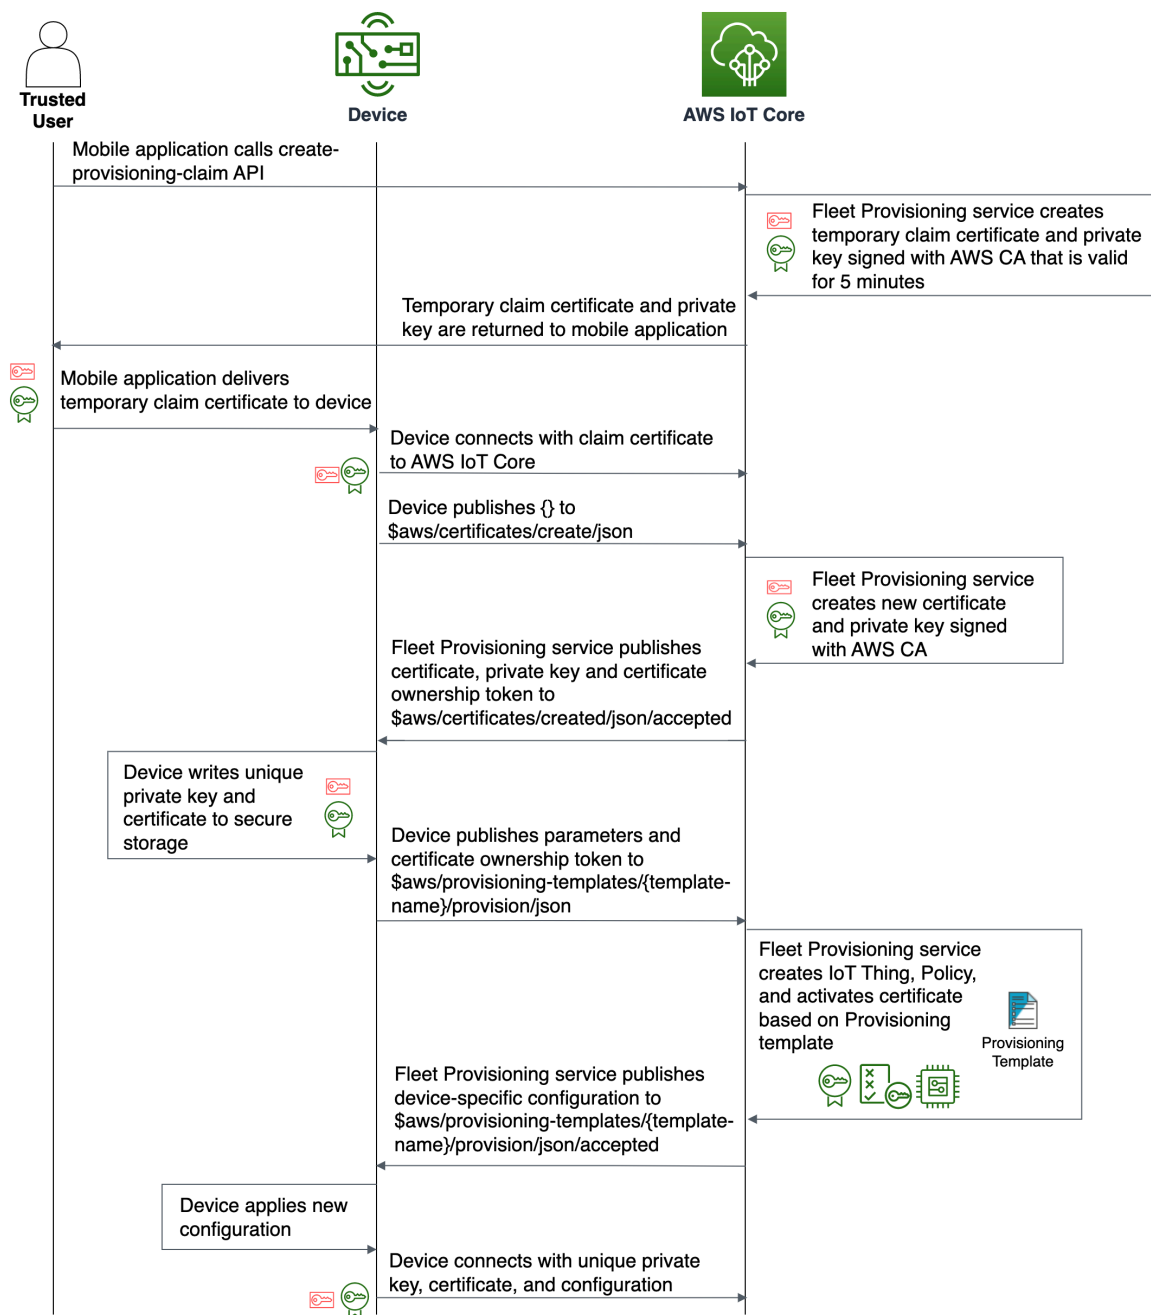 Trusted
User
Device
AWS IoT Core
Mobile application calls create-
provisioning-claim API
Fleet Provisioning service creates
temporary claim certificate and private
key signed with AWS CA that is valid
for 5 minutes
Temporary claim certificate and private
key are returned to mobile application
Mobile application delivers
temporary claim certificate to device
Device connects with claim certificate
to AWS IoT Core
Device publishes {} to
$aws/certificates/create/json
Fleet Provisioning service
creates new certificate
and private key signed
with AWS CA
Fleet Provisioning service publishes
certificate, private key and certificate
ownership token to
$aws/certificates/created/json/accepted
Device writes unique
private key and
certificate to secure
storage
Device publishes parameters and
certificate ownership token to
$aws/provisioning-templates/{template-
name}/provision/json
Fleet Provisioning service
creates IoT Thing, Policy,
and activates certificate
based on Provisioning
template
Provisioning
Template
Fleet Provisioning service publishes
device-specific configuration to
$aws/provisioning-templates/{template-
name}/provision/json/accepted
Device applies new
configuration
Device connects with unique private
key, certificate, and configuration